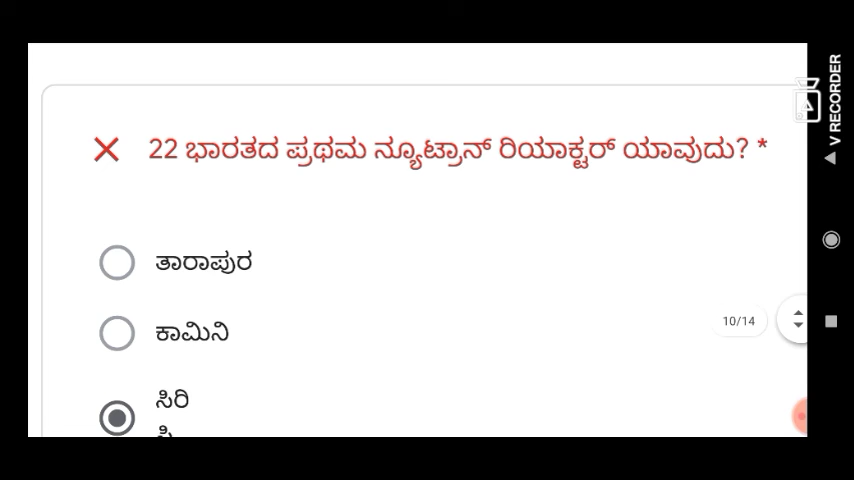 22 ಭಾರತದ ಪ್ರಥಮ ನ್ಯೂಟ್ರಾನ್ ರಿಯಾಕ್ಟರ್ ಯಾವುದು? *
ತಾರಾಪುರ
ಕಾಮಿನಿ
10/14
ಸಿರಿ
V RECORDER